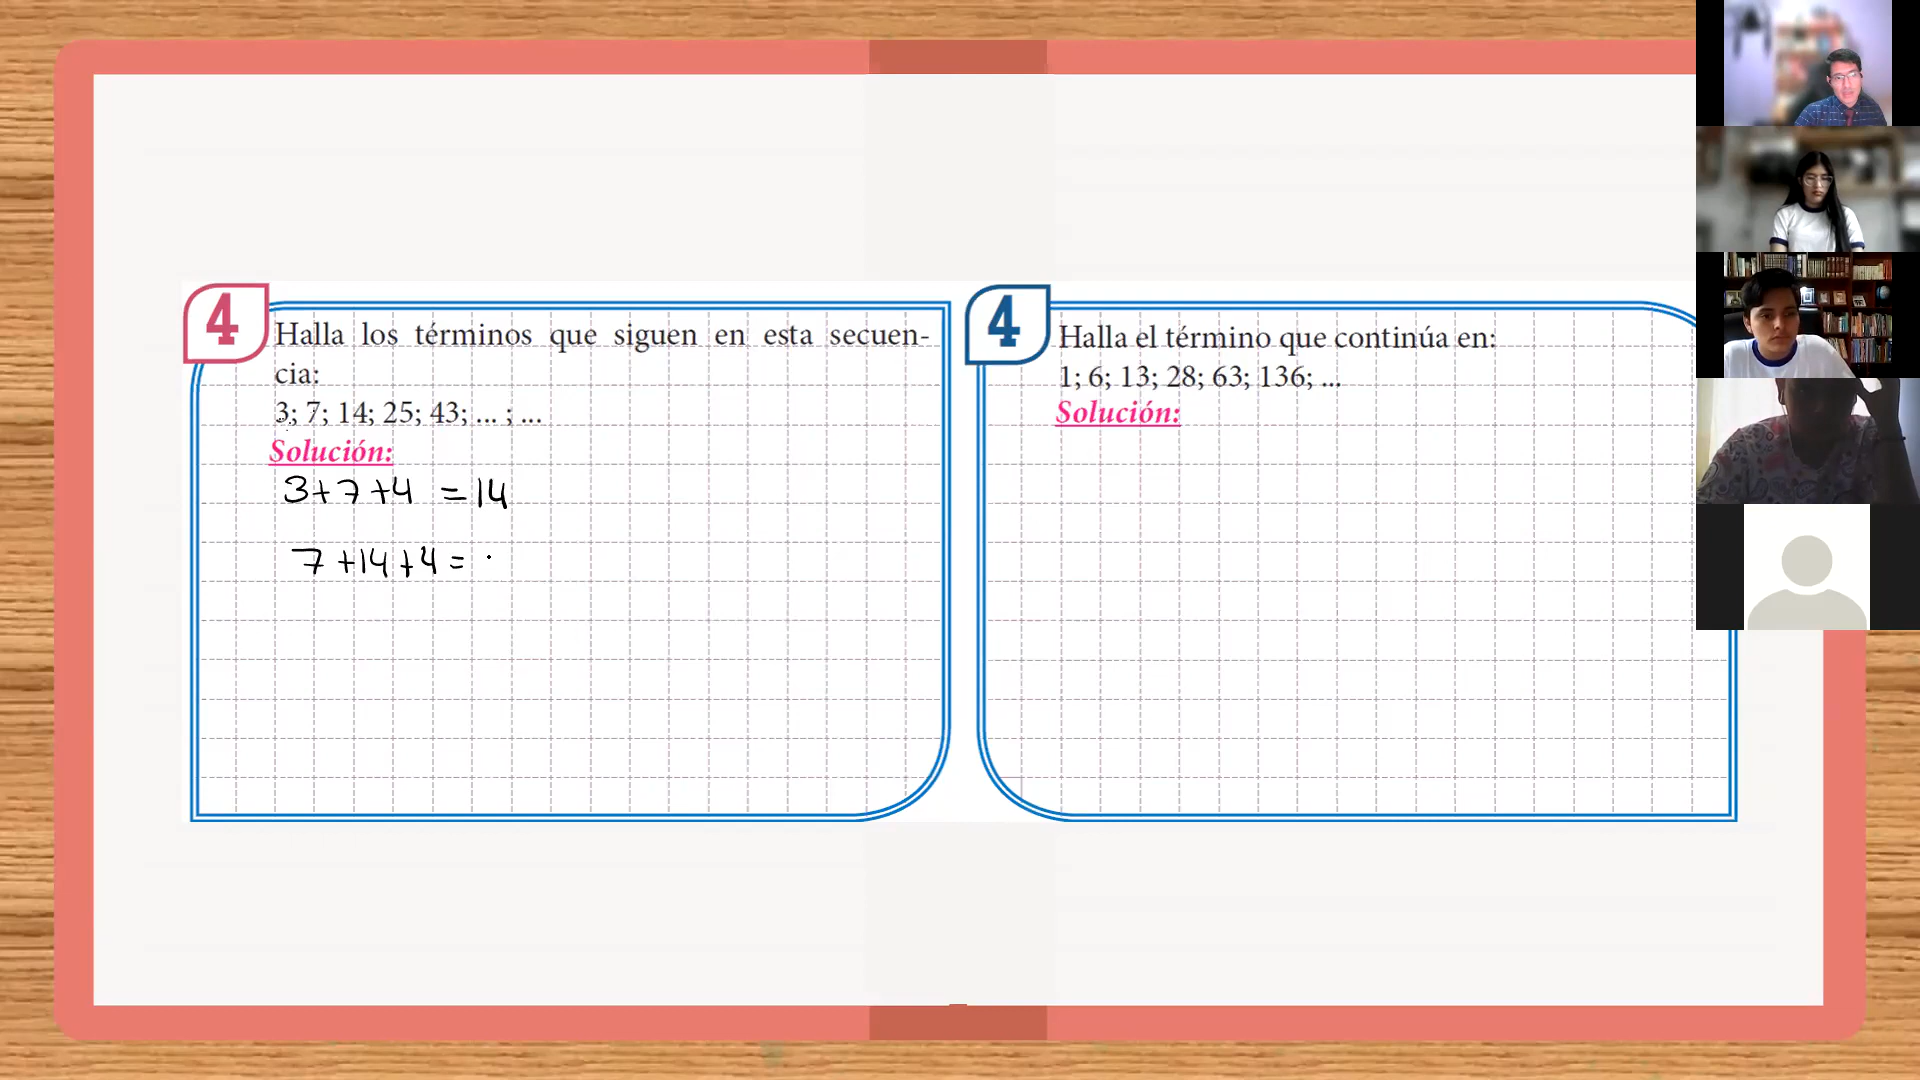 4
Halla los términos que siguen en esta secuen-
cia:
3; 7; 14; 25; 43; ... ; ...
Solución:
3+7+4 =14
7+14+4=
4
Halla el término que continúa en:
1; 6; 13; 28; 63; 136; ...
Solución: